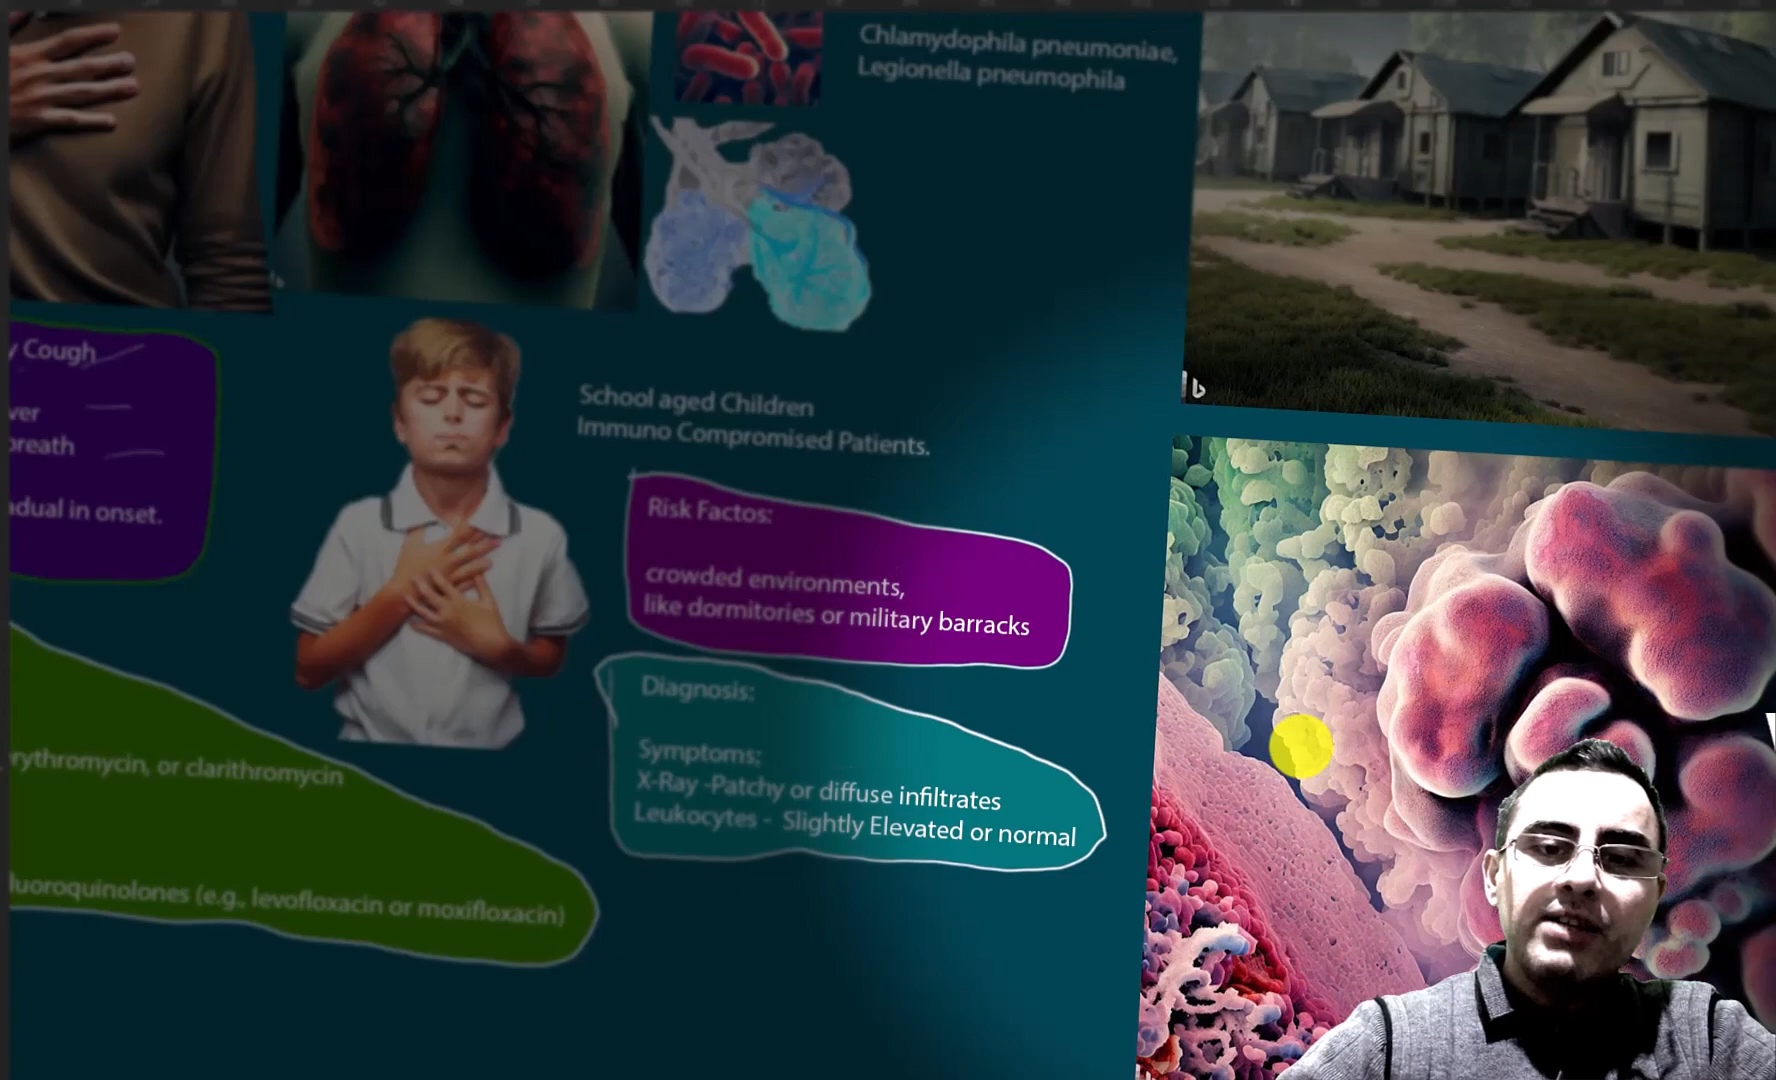 Chlamydophila pneumoniae,
Legionella pneumophila
y Cough
ver
breath
adual in onset.
School aged Children
Immuno Compromised Patients.
Risk Factos:
crowded environments,
like dormitories or military barracks
Diagnosis:
Symptoms;
X-Ray -Patchy or diffuse infiltrates
Leukocytes - Slightly Elevated or normal
rythromycin, or clarithromycin
luoroquinolones (e.g., levofloxacin or moxifloxacin)
b